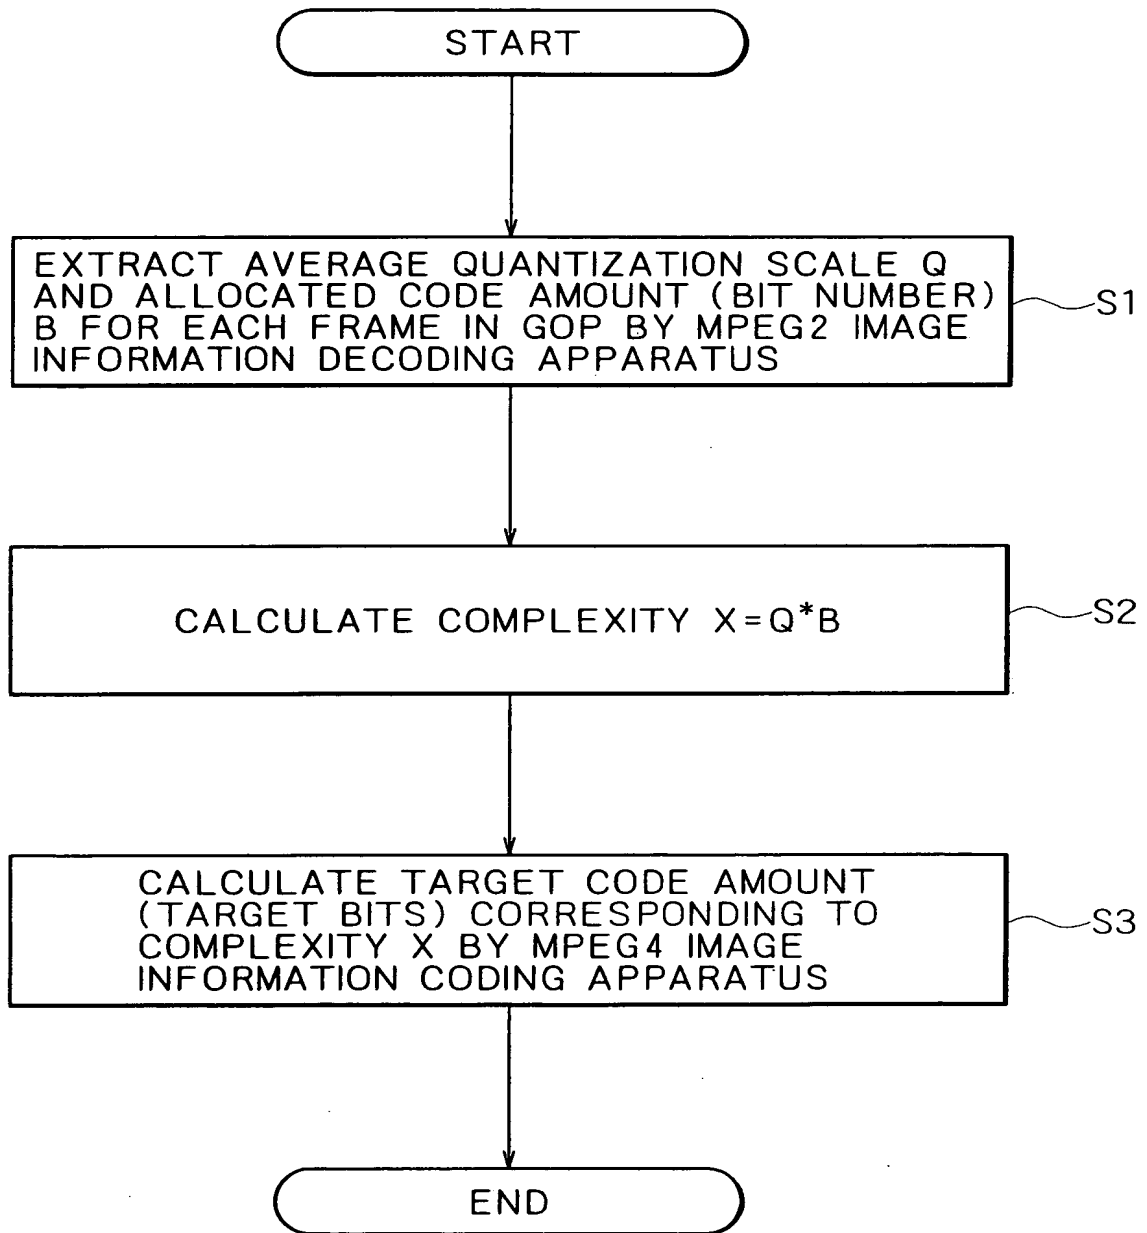 START
EXTRACT AVERAGE QUANTIZATION SCALE Q
AND ALLOCATED CODE AMOUNT (BIT NUMBER)
B FOR EACH FRAME IN GOP BY MPEG2 IMAGE
INFORMATION DECODING APPARATUS
S1
CALCULATE COMPLEXITY X=Q*B
S2
CALCULATE TARGET CODE AMOUNT
(TARGET BITS) CORRESPONDING TO
COMPLEXITY X BY MPEG4 IMAGE
INFORMATION CODING APPARATUS
S3
END